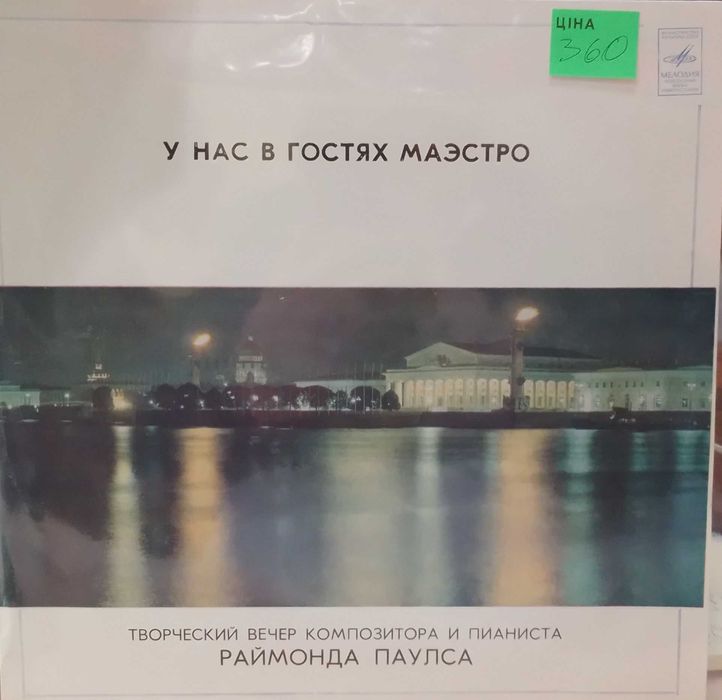 ЦІНА
360
МЕЛОДИЯ
У НАС В ГОСТЯХ МАЭСТРО
ТВОРЧЕСКИЙ ВЕЧЕР КОМПОЗИТОРА И ПИАНИСТА
РАЙМОНДА ПАУЛСА